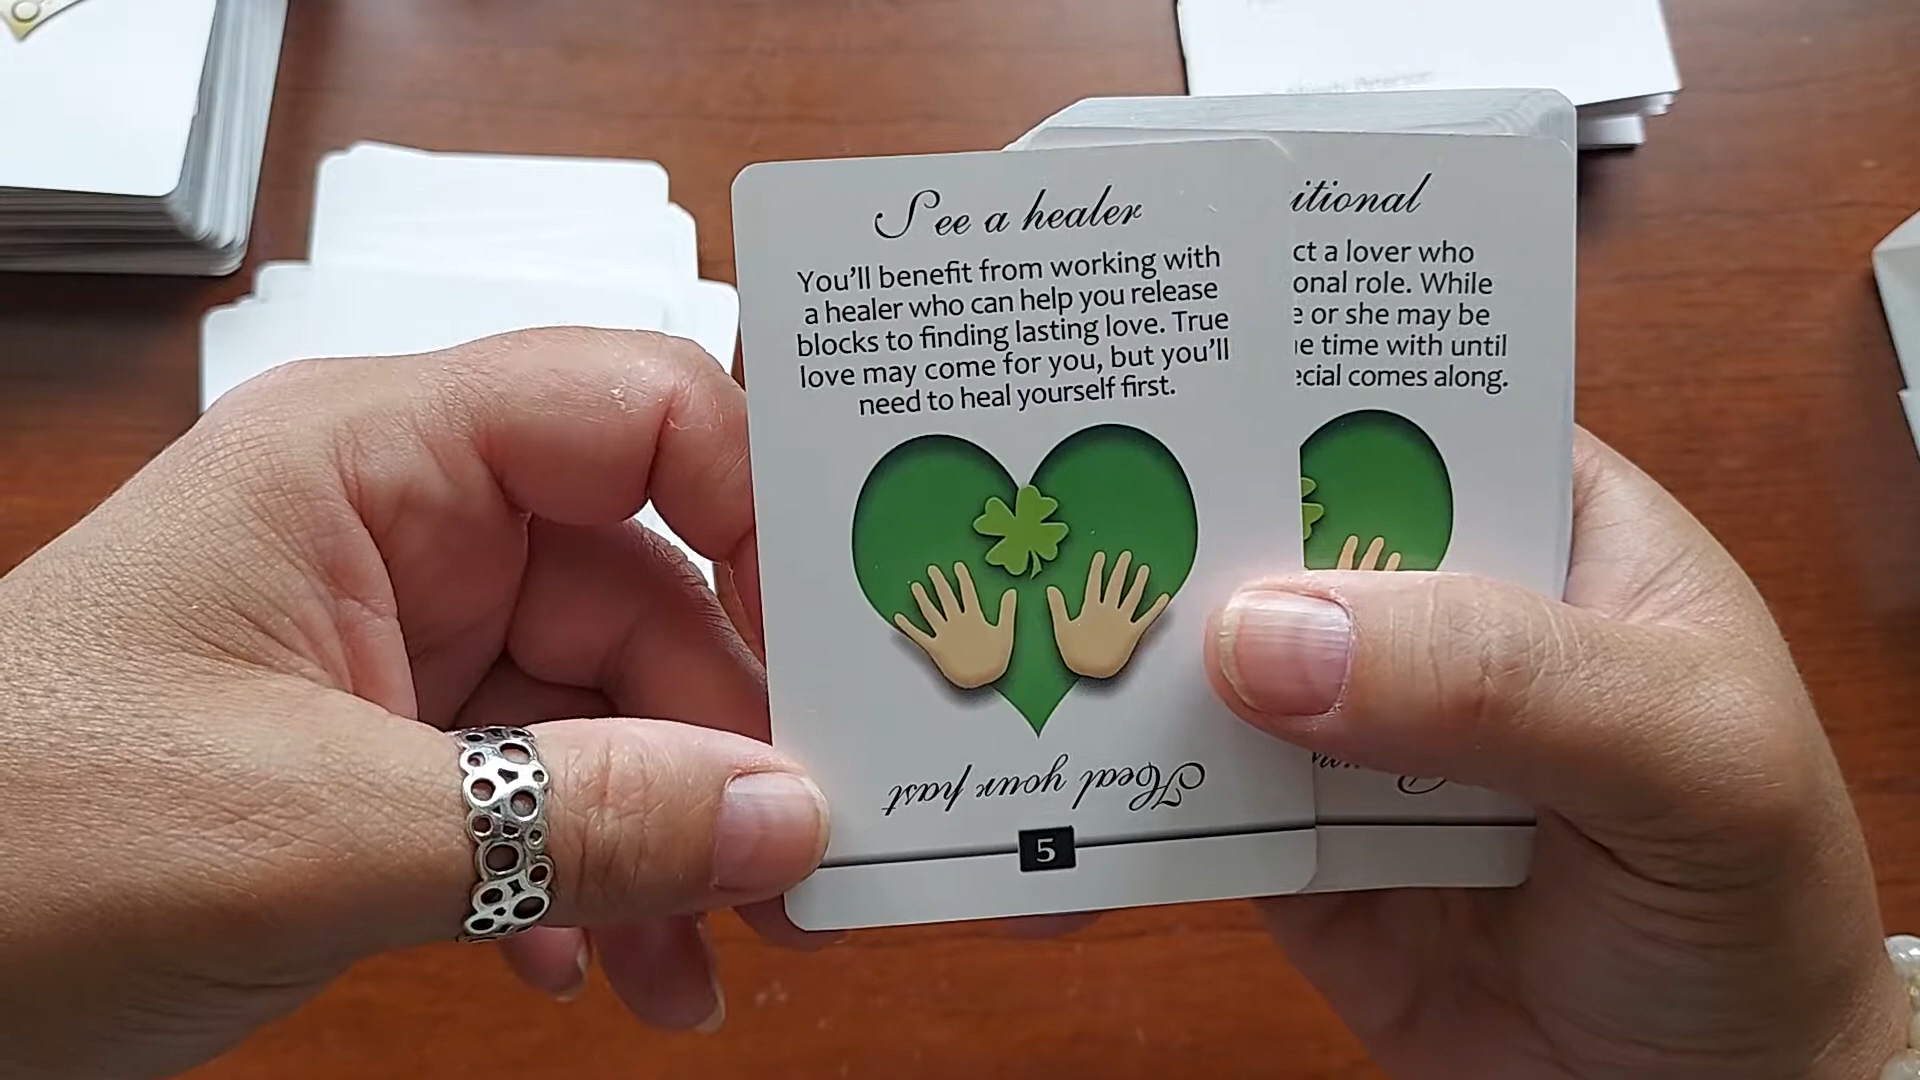 See a healer
You'll benefit from working with
a healer who can help you release
blocks to finding lasting love. True
love may come for you, but you'll
need to heal yourself first.
Heal your past
5
itional
ct a lover who
onal role. While
e or she may be
e time with until
ecial comes along.